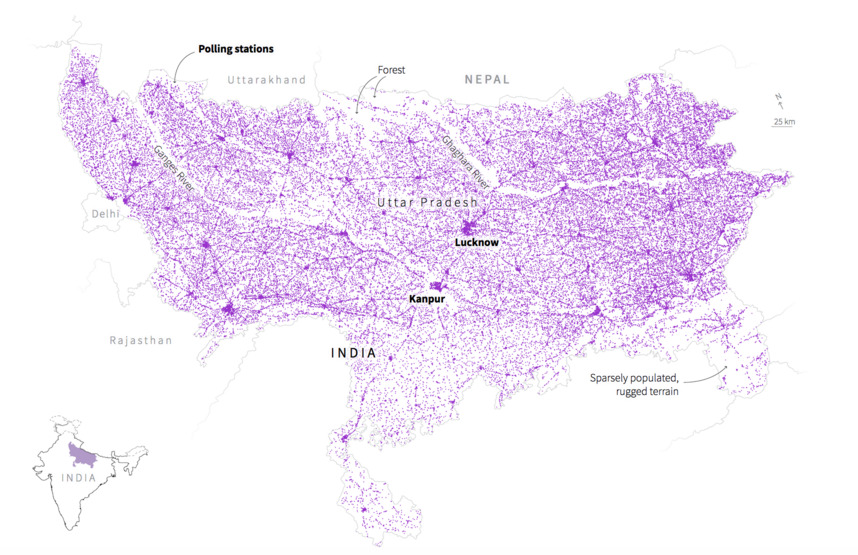 Polling stations
Uttarakhand
Forest
NEPAL
N
25 km
Ganges River
Ghaghara River
Uttar Pradesh
Delhi
Lucknow
Kanpur
Rajasthan
INDIA
Sparsely populated,
rugged terrain
INDIA